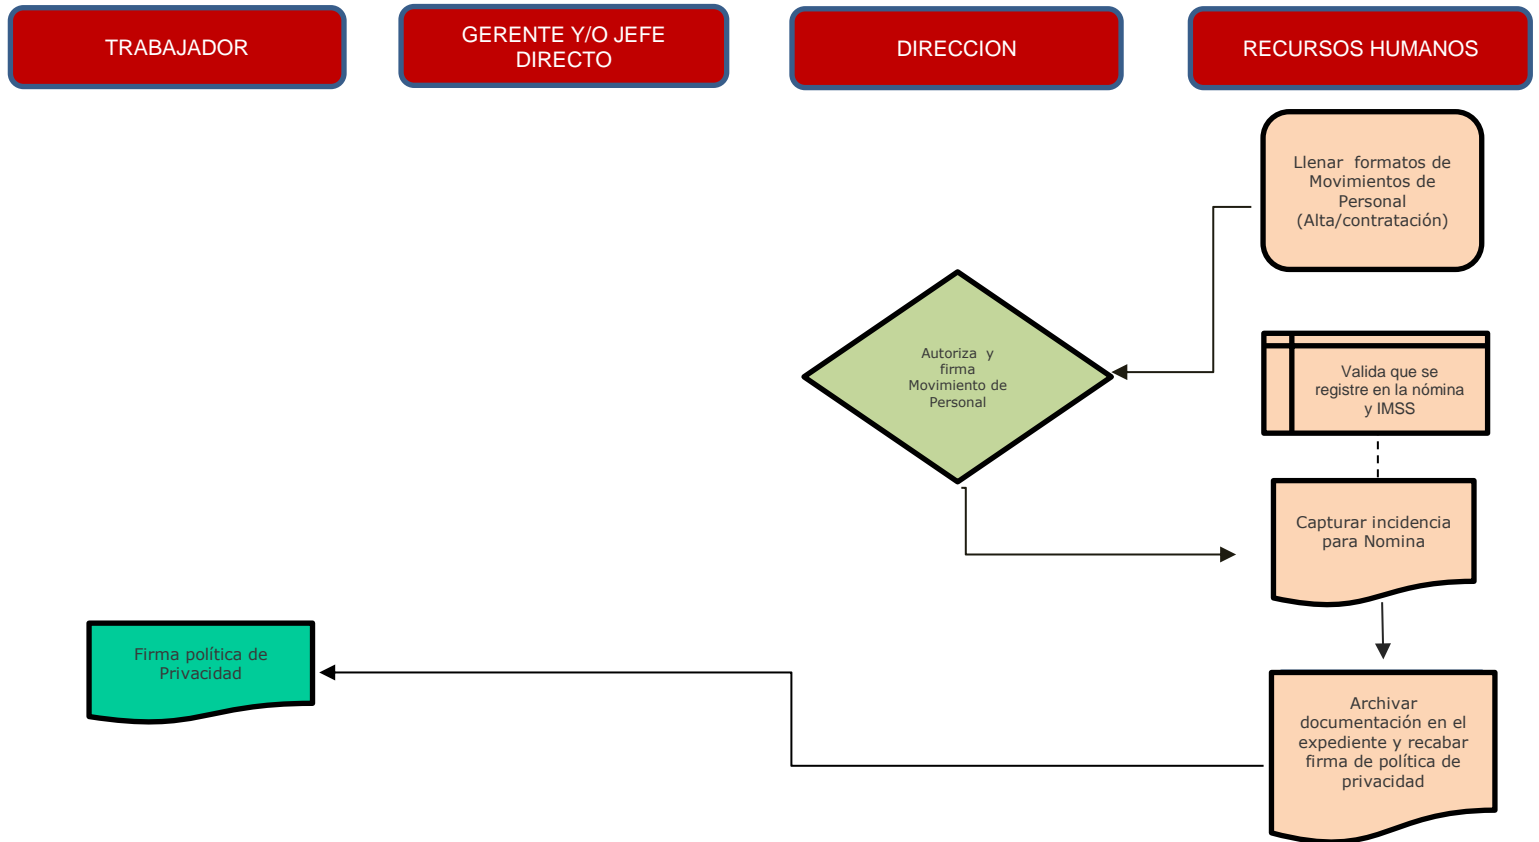 TRABAJADOR
GERENTE Y/O JEFE
DIRECTO
DIRECCION
RECURSOS HUMANOS
Llenar formatos de
Movimientos de
Personal
(Alta/contratación)
Autoriza y
firma
Movimiento de
Personal
Valida que se
registre en la nómina
y IMSS
Capturar incidencia
para Nomina
Firma política de
Privacidad
Archivar
documentación en el
expediente y recabar
firma de política de
privacidad